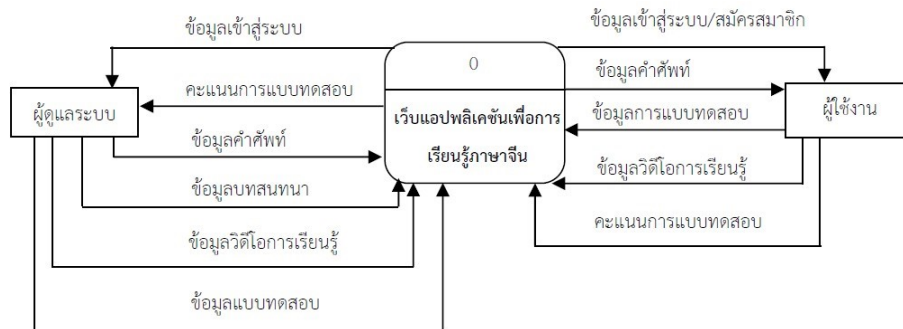 ข้อมูลเข้าสู่ระบบ
ข้อมูลเข้าสู่ระบบ/สมัครสมาชิก
0
ข้อมูลคำศัพท์
คะแนนการแบบทดสอบ
ผู้ดูแลระบบ
เว็บแอปพลิเคชันเพื่อการ
เรียนรู้ภาษาจีน
ข้อมูลการแบบทดสอบ
ผู้ใช้งาน
ข้อมูลคำศัพท์
ข้อมูลวิดีโอการเรียนรู้
ข้อมูลบทสนทนา
คะแนนการแบบทดสอบ
ข้อมูลวิดีโอการเรียนรู้
ข้อมูลแบบทดสอบ